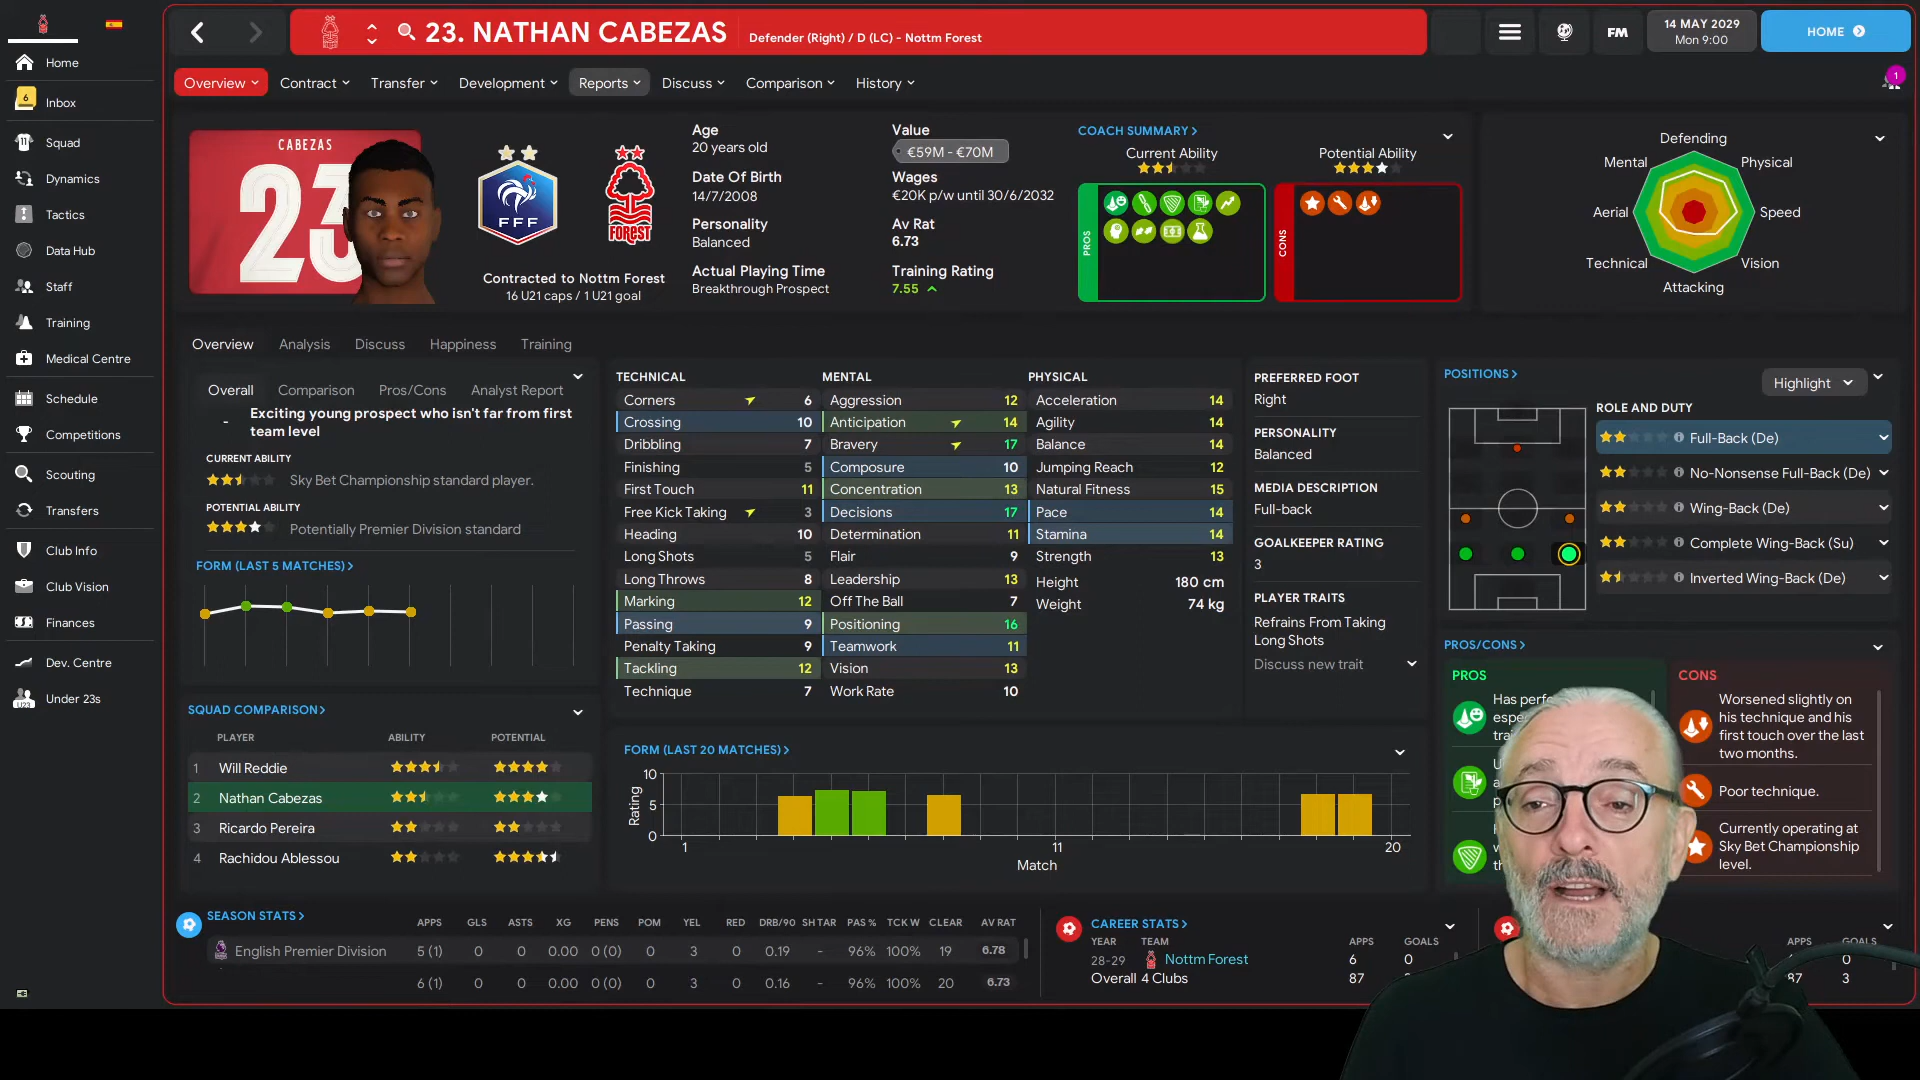 23. NATHAN CABEZAS
Defender (Right) / D (LC) - Nottm Forest
FM
14 MAY 2029
Mon 9:00
HOME
Home
6
Inbox
11
Squad
Dynamics
Tactics
Data Hub
Staff
Training
Medical Centre
Schedule
Competitions
Scouting
Transfers
Club Info
Club Vision
Finances
Dev. Centre
U23
Under 23s
Overview
Contract
Transfer
Development
Reports
Discuss
Comparison
History
1
CABEZAS
23
FFF
FOREST
Contracted to Nottm Forest
16 U21 caps / 1 U21 goal
Age
20 years old
Date Of Birth
14/7/2008
Personality
Balanced
Actual Playing Time
Breakthrough Prospect
Value
€59M - €70M
Wages
€20K p/w until 30/6/2032
Av Rat
6.73
Training Rating
7.55
COACH SUMMARY >
Current Ability
Potential Ability
PROS
CONS
Defending
Mental
Physical
Aerial
Speed
Technical
Vision
Attacking
Overview
Analysis
Discuss
Happiness
Training
Overall
Comparison
Pros/Cons
Analyst Report
- Exciting young prospect who isn't far from first
team level
CURRENT ABILITY
Sky Bet Championship standard player.
POTENTIAL ABILITY
Potentially Premier Division standard
FORM (LAST 5 MATCHES) >
SQUAD COMPARISON >
PLAYER ABILITY POTENTIAL
1 Will Reddie
2 Nathan Cabezas
3 Ricardo Pereira
4 Rachidou Ablessou
TECHNICAL
Corners 6
Crossing 10
Dribbling 7
Finishing 5
First Touch 11
Free Kick Taking 3
Heading 10
Long Shots 5
Long Throws 8
Marking 12
Passing 9
Penalty Taking 9
Tackling 12
Technique 7
MENTAL
Aggression 12
Anticipation 14
Bravery 17
Composure 10
Concentration 13
Decisions 17
Determination 11
Flair 9
Leadership 13
Off The Ball 7
Positioning 16
Teamwork 11
Vision 13
Work Rate 10
PHYSICAL
Acceleration 14
Agility 14
Balance 14
Jumping Reach 12
Natural Fitness 15
Pace 14
Stamina 14
Strength 13
Height 180 cm
Weight 74 kg
PREFERRED FOOT
Right
PERSONALITY
Balanced
MEDIA DESCRIPTION
Full-back
GOALKEEPER RATING
3
PLAYER TRAITS
Refrains From Taking
Long Shots
Discuss new trait
POSITIONS >
Highlight
ROLE AND DUTY
Full-Back (De)
No-Nonsense Full-Back (De)
Wing-Back (De)
Complete Wing-Back (Su)
Inverted Wing-Back (De)
PROS/CONS >
PROS
Has perf
espe
trai
CONS
Worsened slightly on
his technique and his
first touch over the last
two months.
Poor technique.
Currently operating at
Sky Bet Championship
level.
FORM (LAST 20 MATCHES) >
Rating
10
5
0
1 11 20
Match
SEASON STATS >
APPS GLS ASTS XG PENS POM YEL RED DRB/90 SH TAR PAS % TCK W CLEAR AV RAT
English Premier Division 5 (1) 0 0 0.00 0 (0) 0 3 0 0.19 - 96% 100% 19 6.78
6 (1) 0 0 0.00 0 (0) 0 3 0 0.16 - 96% 100% 20 6.73
CAREER STATS >
YEAR TEAM APPS GOALS
28-29 Nottm Forest 6 0
Overall 4 Clubs 87
APPS GOALS
0
87 3